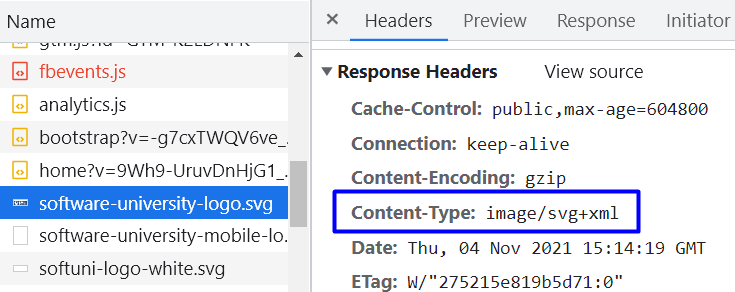 Name
fbevents.js
analytics.js
bootstrap?v=-g7cxTWQV6ve_...
home?v=9Wh9-UruvDnHjG1_...
software-university-logo.svg
software-university-mobile-lo...
softuni-logo-white.svg
Headers Preview Response Initiator
Response Headers View source
Cache-Control: public,max-age=604800
Connection: keep-alive
Content-Encoding: gzip
Content-Type: image/svg+xml
Date: Thu, 04 Nov 2021 15:14:19 GMT
ETag: W/"275215e819b5d71:0"